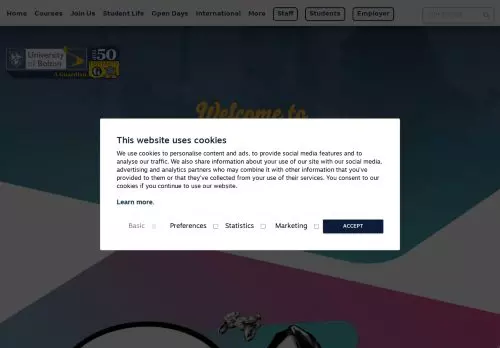 Home Courses Join Us Student Life Open Days International More Staff Students Employer
University
of Bolton
50
Welcome to
This website uses cookies
We use cookies to personalise content and ads, to provide social media features and to
analyse our traffic. We also share information about your use of our site with our social media,
advertising and analytics partners who may combine it with other information that you've
provided to them or that they've collected from your use of their services. You consent to our
cookies if you continue to use our website.
Learn more.
Basic Preferences Statistics Marketing ACCEPT